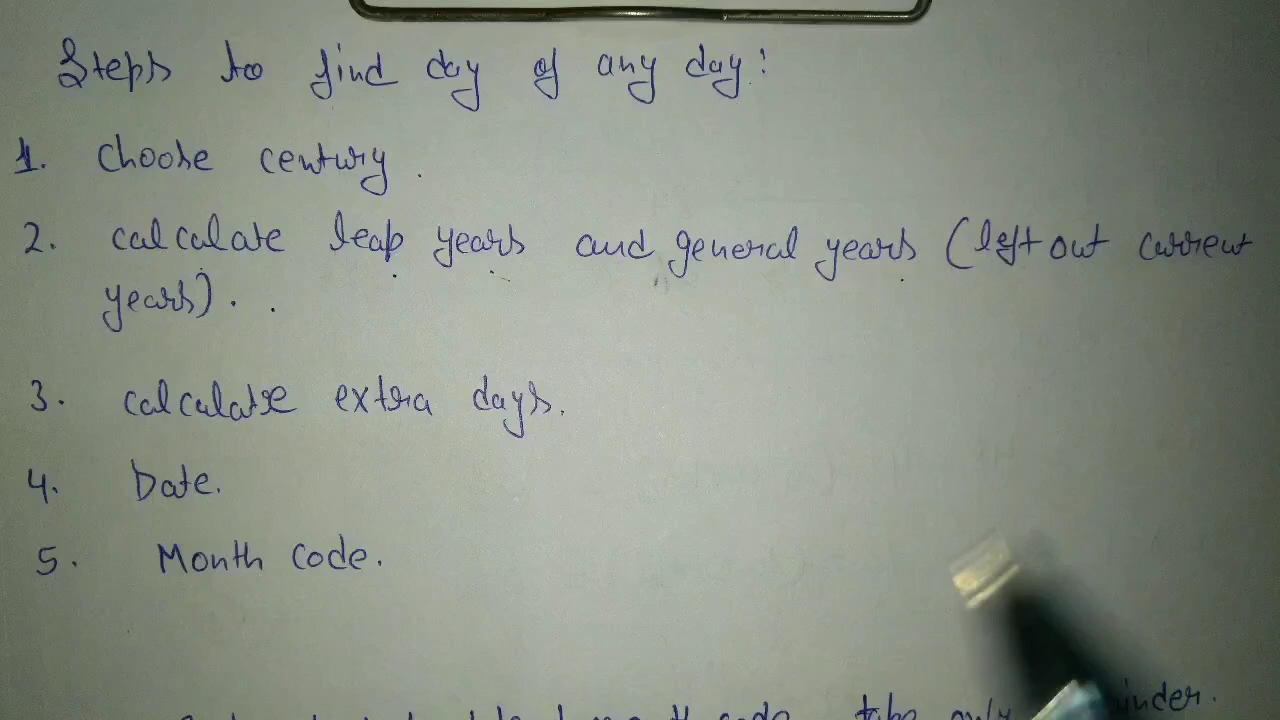 Steps to find day of any day:
1. Choose century.
2. calculate leap years and general years (left out current
years).
3. calculate extra days.
4. Date.
5. Month Code.